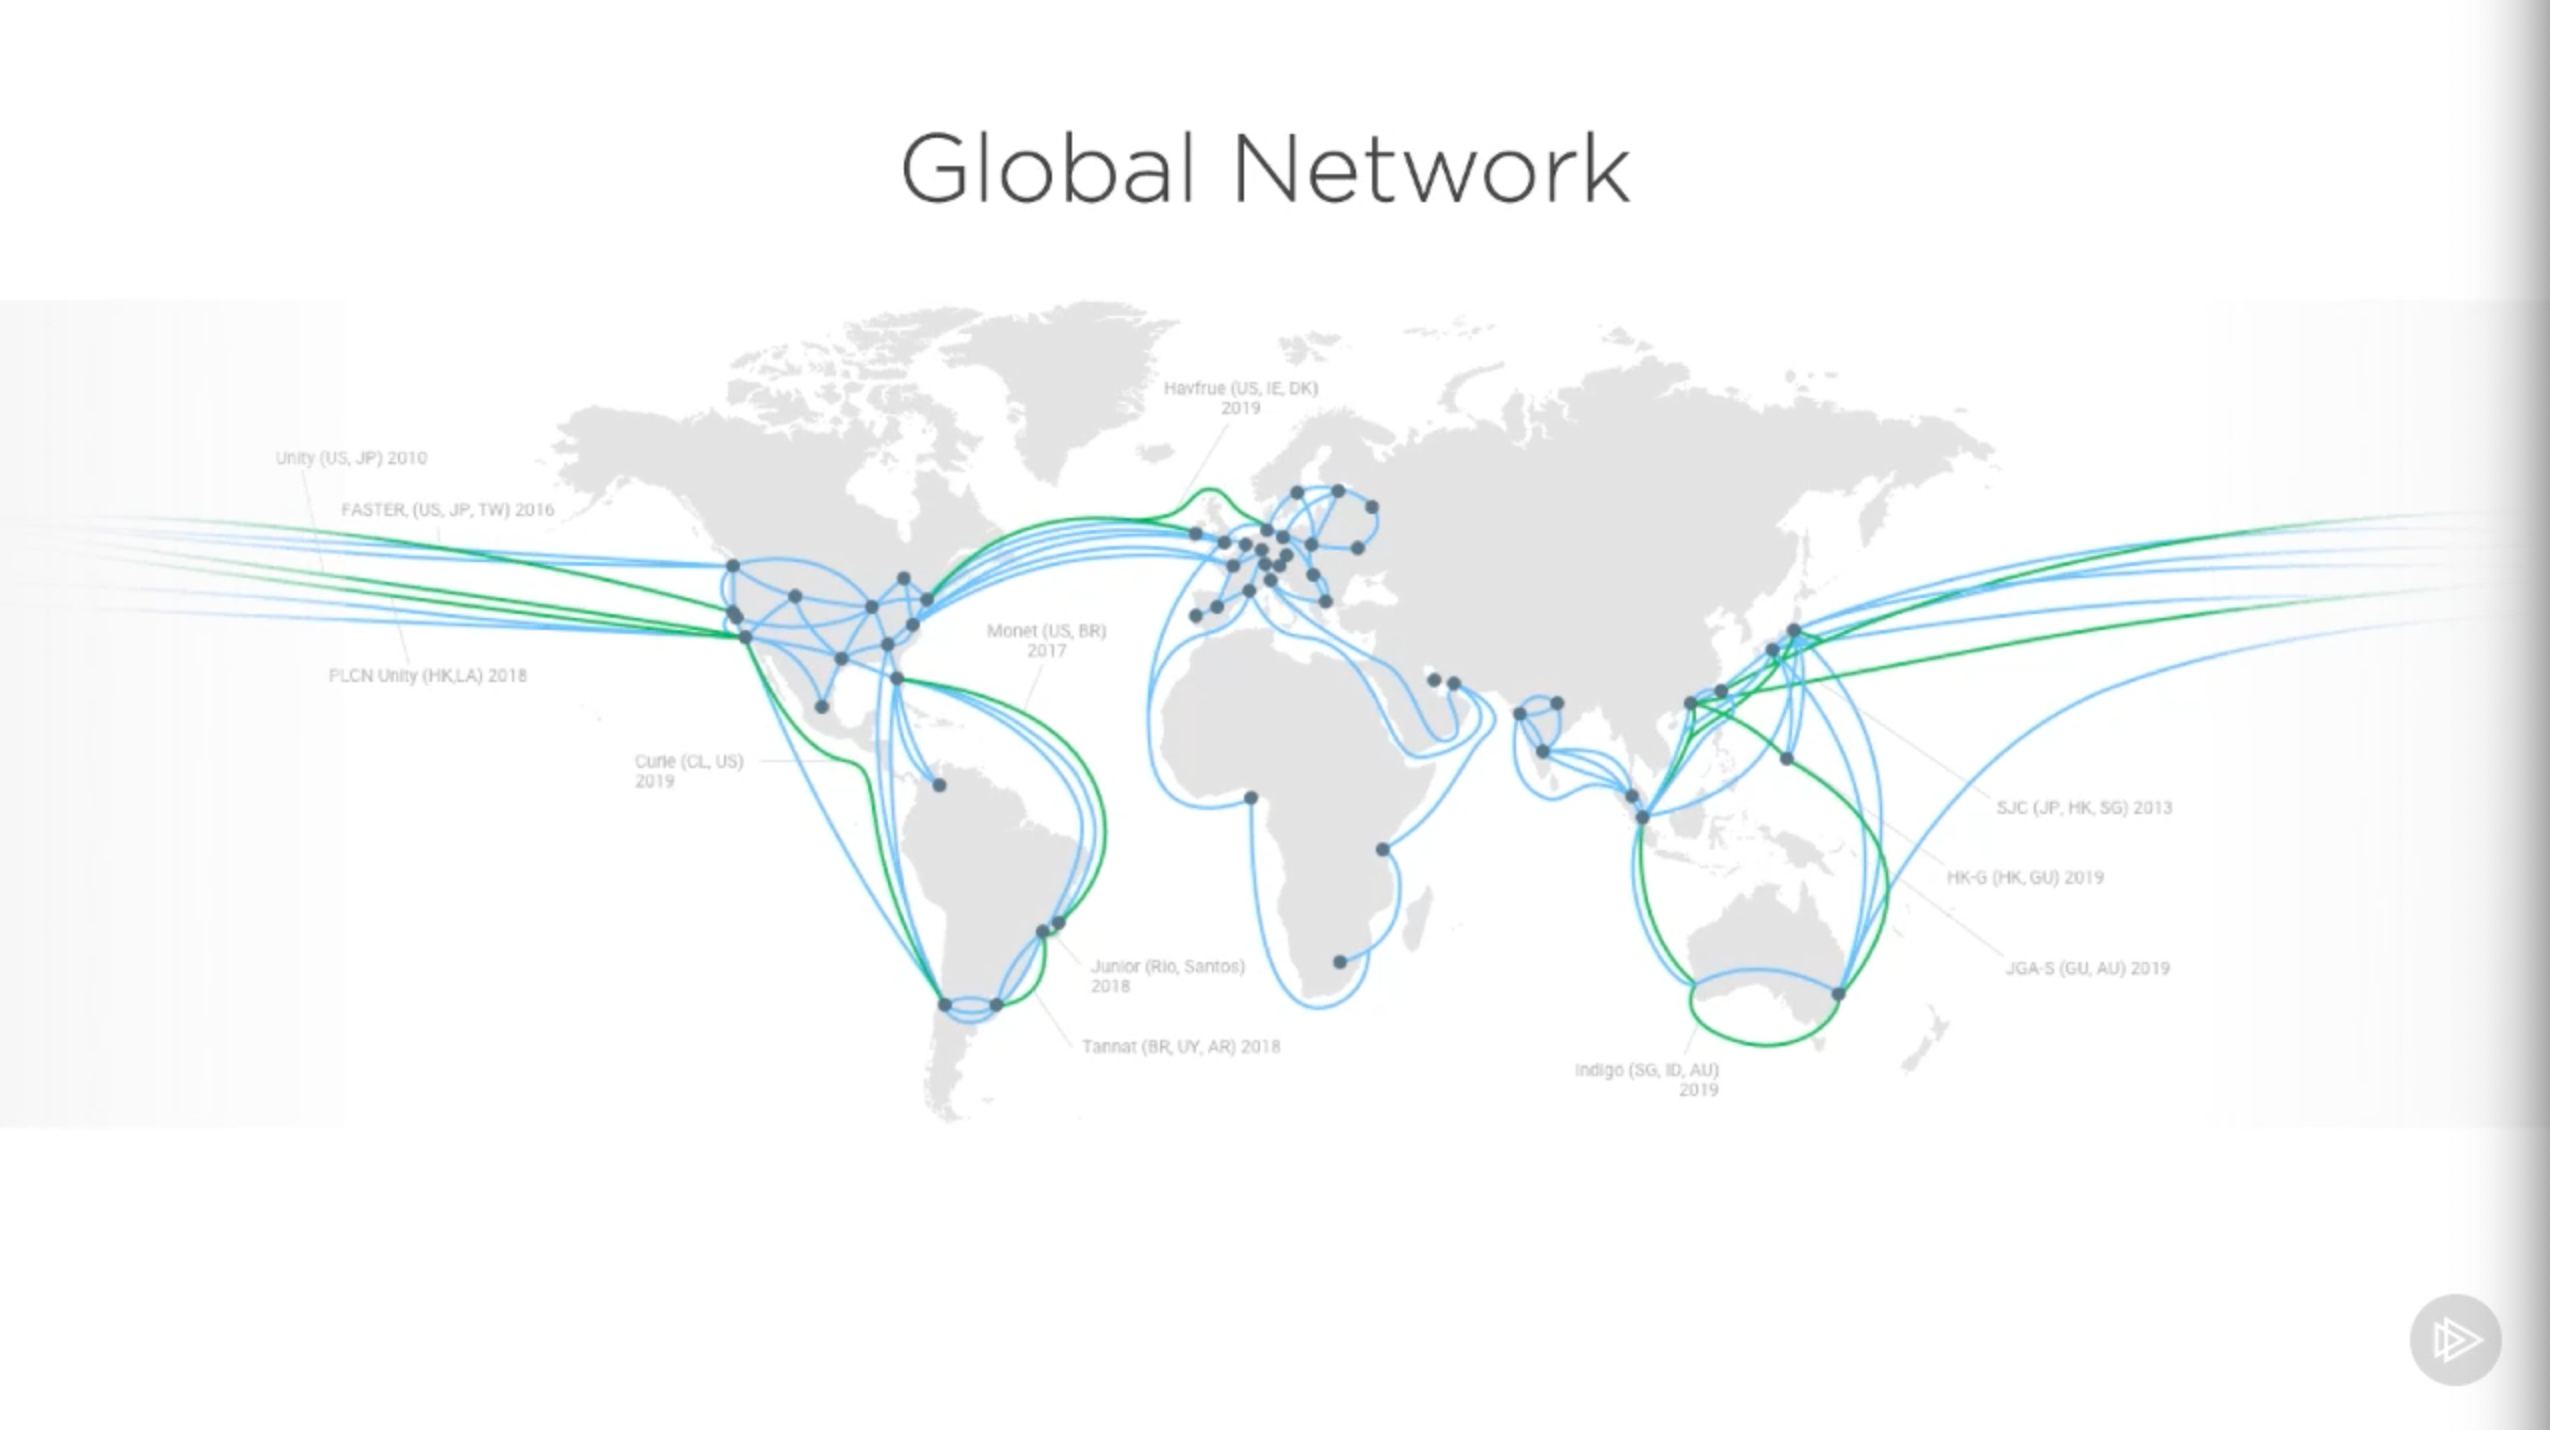 Global Network
Havfrue (US, IE, DK)
2019
Unity (US, JP) 2010
FASTER, (US, JP, TW) 2016
Monet (US, BR)
2017
PLCN Unity (HK,LA) 2018
Curie (CL, US)
2019
SJC (JP, HK, SG) 2013
HK-G (HK, GU) 2019
Junior (Rio, Santos)
2018
JGA-S (GU, AU) 2019
Tannat (BR, UY, AR) 2018
Indigo (SG, ID, AU)
2019